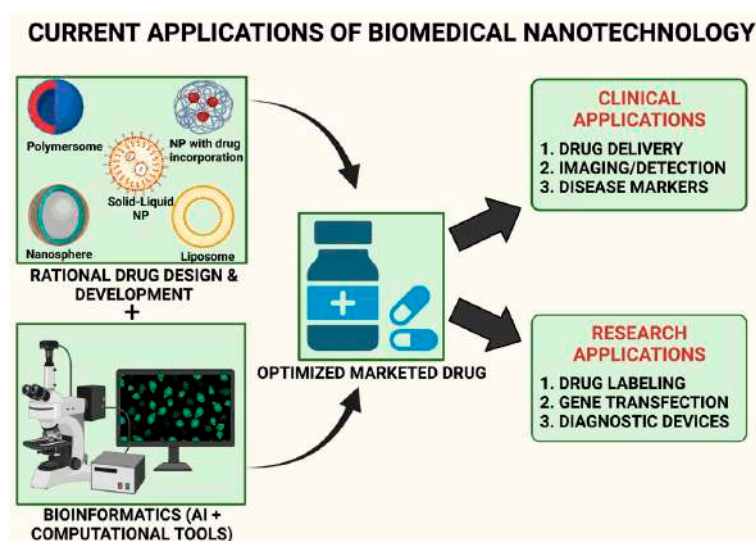 CURRENT APPLICATIONS OF BIOMEDICAL NANOTECHNOLOGY
Polymersome
NP with drug
incorporation
Solid-Liquid
NP
Nanosphere
Liposome
RATIONAL DRUG DESIGN &
DEVELOPMENT
+
BIOINFORMATICS (AI +
COMPUTATIONAL TOOLS)
OPTIMIZED MARKETED DRUG
CLINICAL
APPLICATIONS
1. DRUG DELIVERY
2. IMAGING/DETECTION
3. DISEASE MARKERS
RESEARCH
APPLICATIONS
1. DRUG LABELING
2. GENE TRANSFECTION
3. DIAGNOSTIC DEVICES